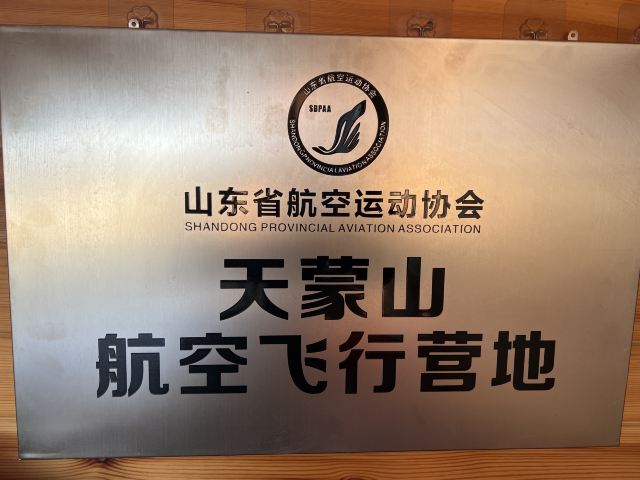 山东省航空运动协会
SDPAA
SHANDONG PROVINCIAL AVIATION ASSOCIATION
山东省航空运动协会
SHANDONG PROVINCIAL AVIATION ASSOCIATION
天蒙山
航空飞行营地